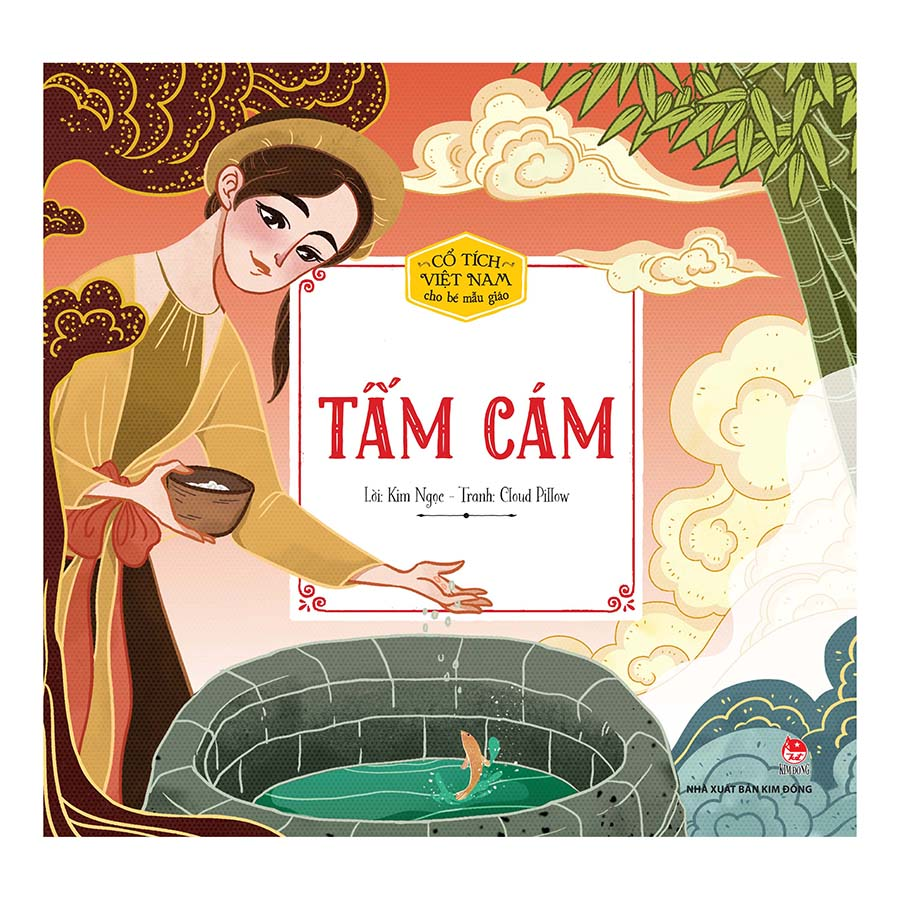 CỔ TÍCH
VIỆT NAM
cho bé mẫu giáo
TẤM CÁM
Lời: Kim Ngọc - Tranh: Cloud Pillow
KIM ĐỒNG
NHÀ XUẤT BẢN KIM ĐỒNG